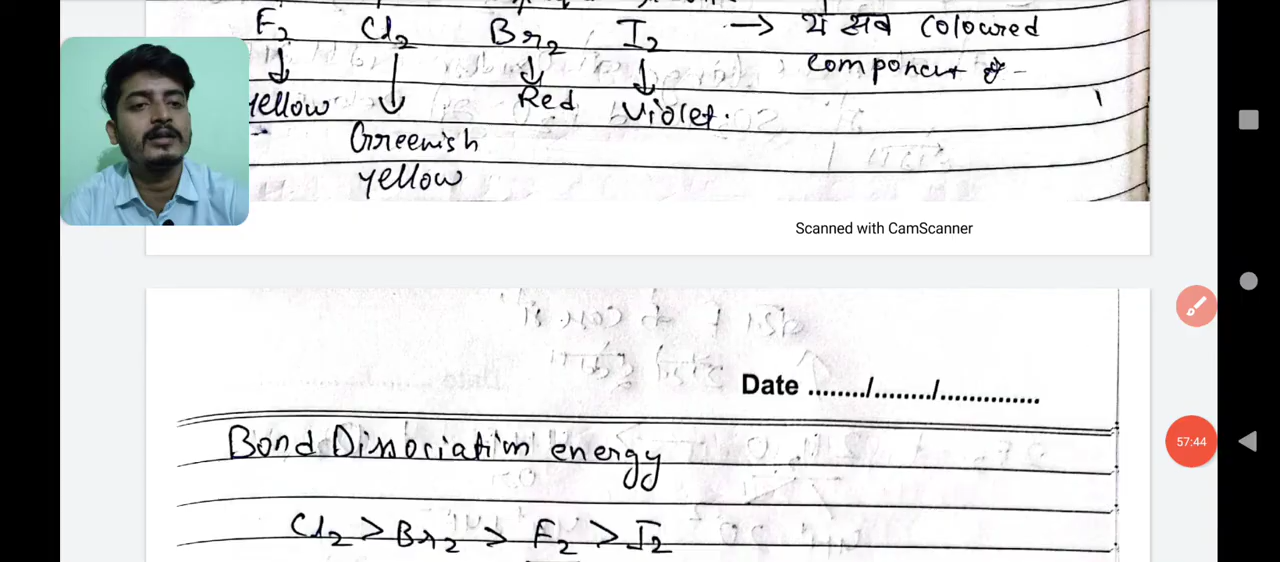 F₂ Cl₂ Br₂ I₂ → ये सब Coloured
component है-
yellow Red Violet.
Greenish
yellow
Scanned with CamScanner
Date ......../......../..............
Bond Dissociation energy
Cl₂ > Br₂ > F₂ > I₂
57:44